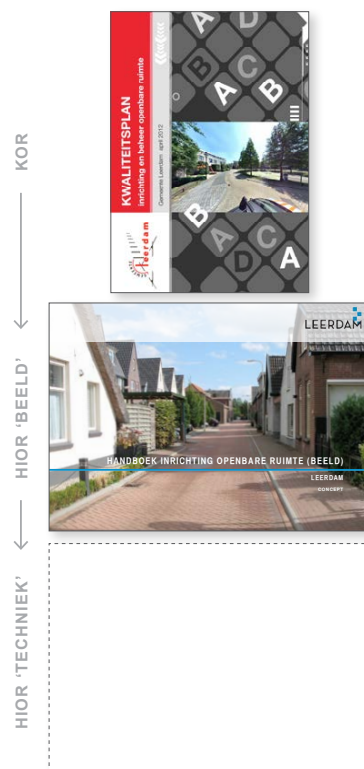 KOR
HIOR 'BEELD'
HIOR 'TECHNIEK'
KWALITEITSPLAN
Inrichting en beheer openbare ruimte
Gemeente Leerdam april 2012
leerdam
A
D
B
C
A
B
B
A
C
D
A
LEERDAM
HANDBOEK INRICHTING OPENBARE RUIMTE (BEELD)
LEERDAM
CONCEPT